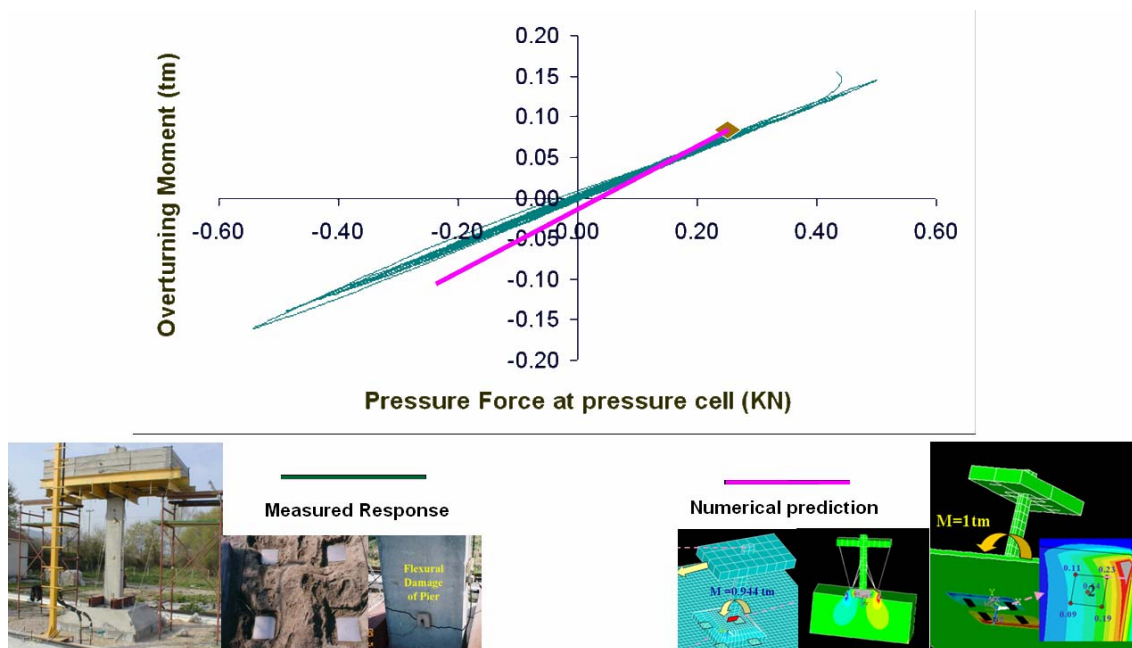 0.20
0.15
0.10
0.05
0.00
-0.05
-0.10
-0.15
-0.20
-0.60
-0.40
-0.20
0.00
0.20
0.40
0.60
Overturning Moment (tm)
Pressure Force at pressure cell (KN)
Measured Response
Numerical prediction
Flexural
Damage
of Pier
M =0.944 tm
M=1tm
0.11
0.23
2
0.09
0.19